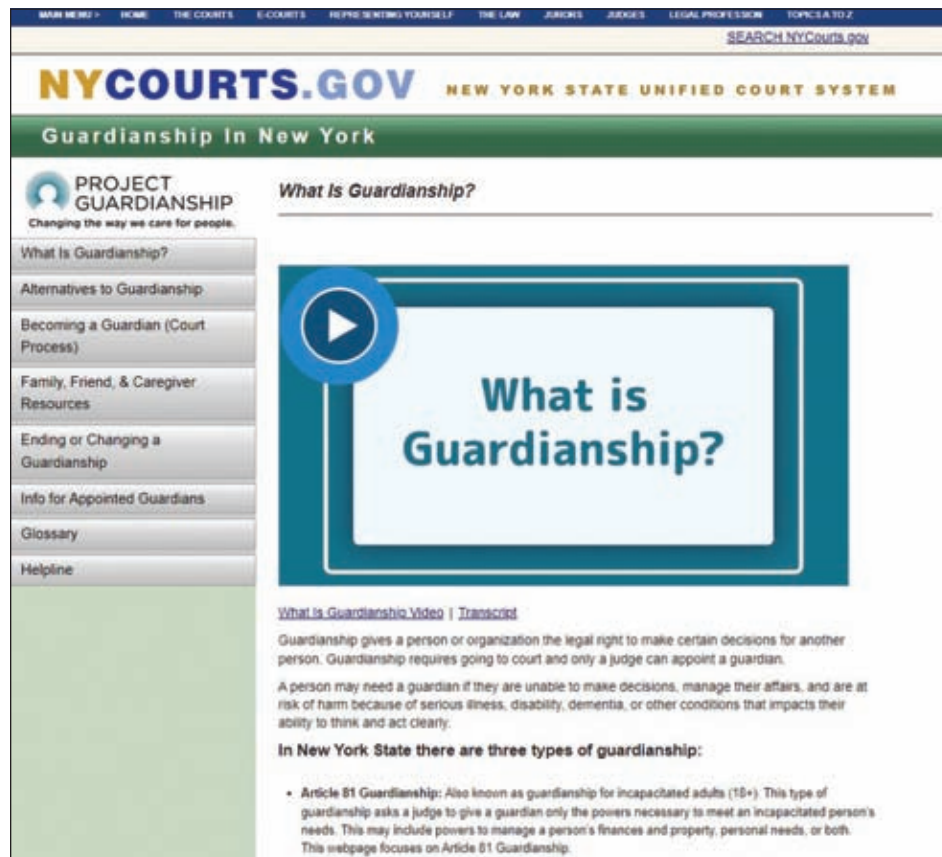 MAIN MENU > HOME THE COURTS E-COURTS REPRESENTING YOURSELF THE LAW JURORS JUDGES LEGAL PROFESSION TOPICS A TO Z
SEARCH NYCourts.gov
NYCOURTS.GOV NEW YORK STATE UNIFIED COURT SYSTEM
Guardianship In New York
PROJECT
GUARDIANSHIP
Changing the way we care for people.
What Is Guardianship?
Alternatives to Guardianship
Becoming a Guardian (Court
Process)
Family, Friend, & Caregiver
Resources
Ending or Changing a
Guardianship
Info for Appointed Guardians
Glossary
Helpline
What Is Guardianship?
What is
Guardianship?
What Is Guardianship Video | Transcript
Guardianship gives a person or organization the legal right to make certain decisions for another
person. Guardianship requires going to court and only a judge can appoint a guardian.
A person may need a guardian if they are unable to make decisions, manage their affairs, and are at
risk of harm because of serious illness, disability, dementia, or other conditions that impacts their
ability to think and act clearly.
In New York State there are three types of guardianship:
• Article 81 Guardianship: Also known as guardianship for incapacitated adults (18+). This type of
guardianship asks a judge to give a guardian only the powers necessary to meet an incapacitated person's
needs. This may include powers to manage a person's finances and property, personal needs, or both.
This webpage focuses on Article 81 Guardianship.